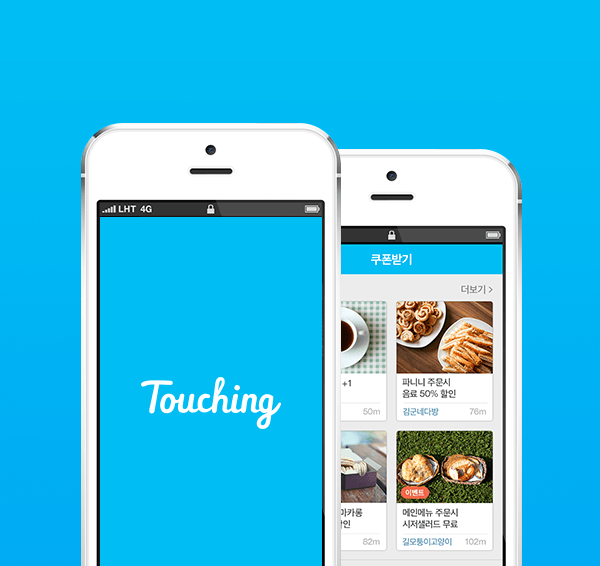 LHT 4G
Touching
쿠폰받기
더보기 >
+1
50m
파니니 주문시
음료 50% 할인
김군네다방 76m
마카롱
할인
82m
이벤트
메인메뉴 주문시
시저샐러드 무료
길모퉁이고양이 102m